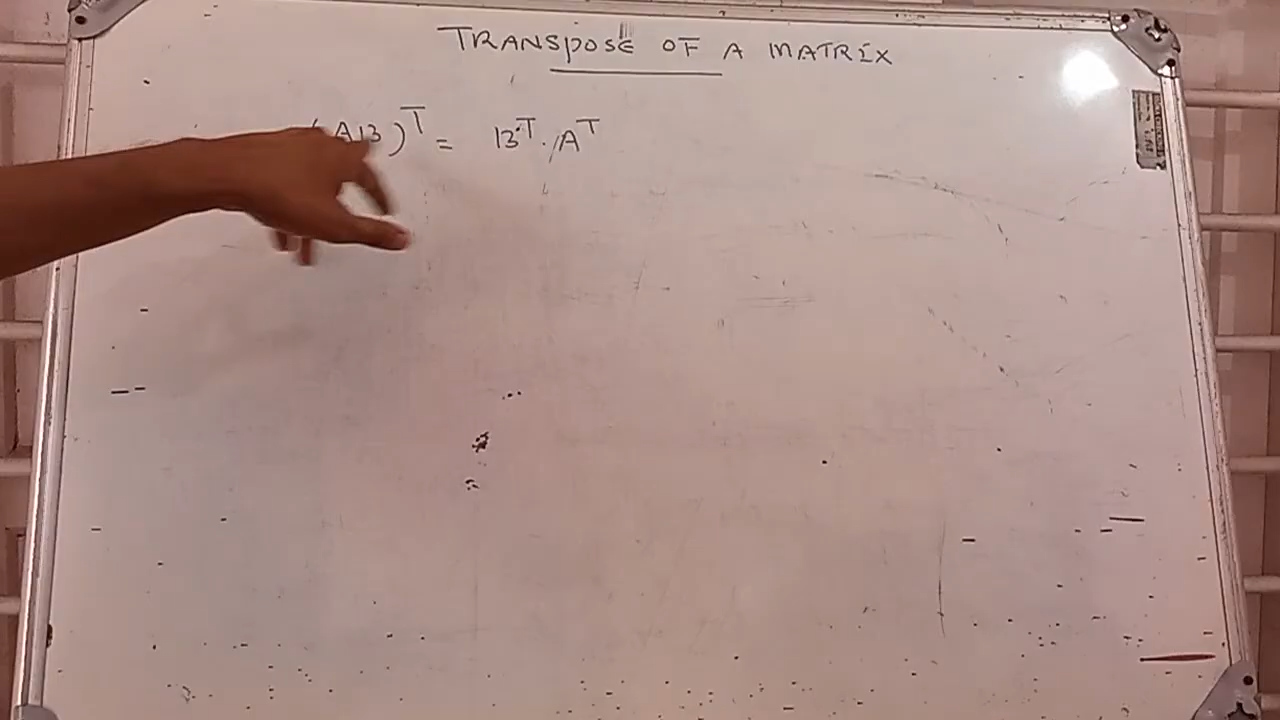 TRANSPOSE OF A MATRIX
(AB)ᵀ = Bᵀ · Aᵀ